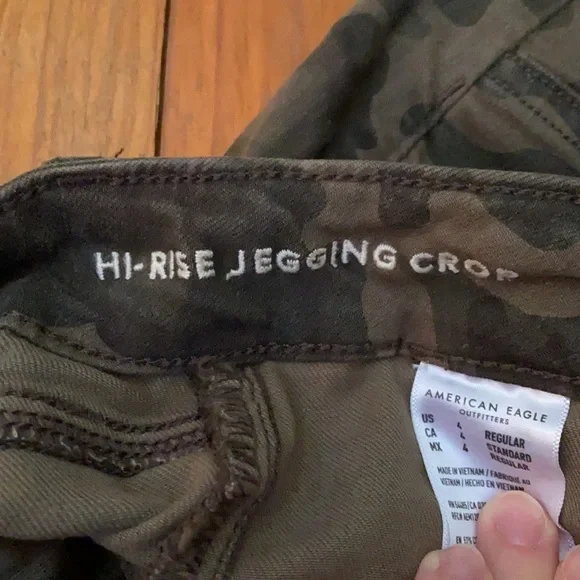 HI-RISE JEGGING CROP
AMERICAN EAGLE
OUTFITTERS
US 4 REGULAR
CA 4 STANDARD
MX 4 REGULAR
MADE IN VIETNAM / FABRIQUE AU
VIETNAM / HECHO EN VIETNAM